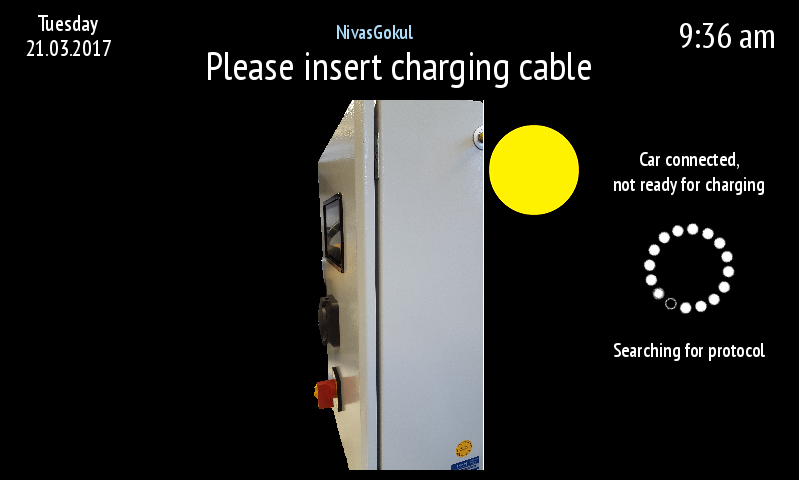 Tuesday
21.03.2017
NivasGokul
Please insert charging cable
9:36 am
Car connected,
not ready for charging
Searching for protocol